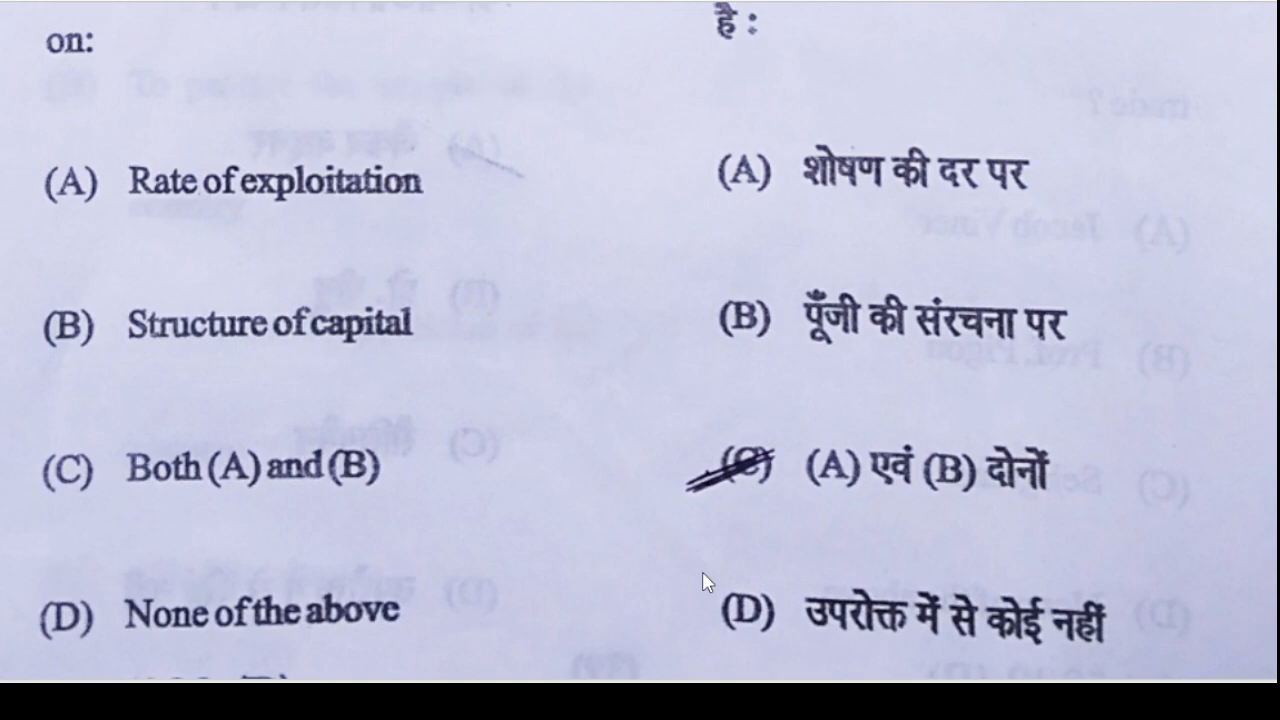 on:
(A) Rate of exploitation
(B) Structure of capital
(C) Both (A) and (B)
(D) None of the above
है :
(A) शोषण की दर पर
(B) पूँजी की संरचना पर
(C) (A) एवं (B) दोनों
(D) उपरोक्त में से कोई नहीं